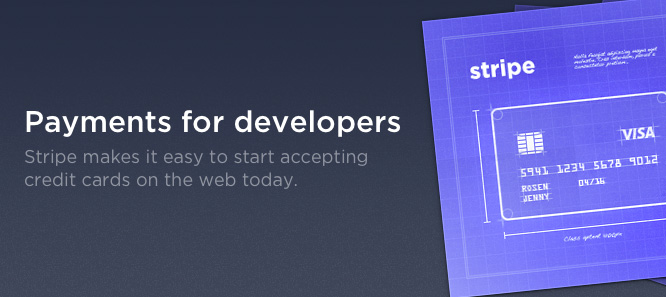 Payments for developers
Stripe makes it easy to start accepting
credit cards on the web today.
stripe
VISA
5941 1234 5678 9012
ROSEN
JENNY
04/16